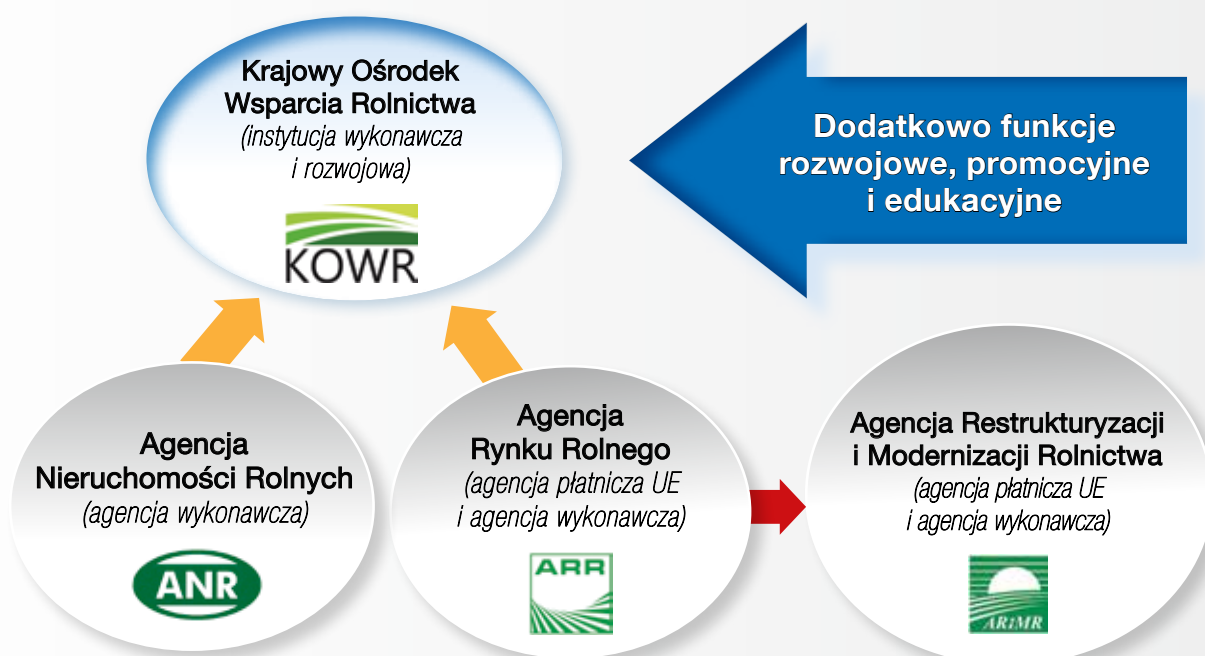 Krajowy Ośrodek
Wsparcia Rolnictwa
(instytucja wykonawcza
i rozwojowa)
KOWR
Dodatkowo funkcje
rozwojowe, promocyjne
i edukacyjne
Agencja
Nieruchomości Rolnych
(agencja wykonawcza)
ANR
Agencja
Rynku Rolnego
(agencja płatnicza UE
i agencja wykonawcza)
ARR
Agencja Restrukturyzacji
i Modernizacji Rolnictwa
(agencja płatnicza UE
i agencja wykonawcza)
ARiMR